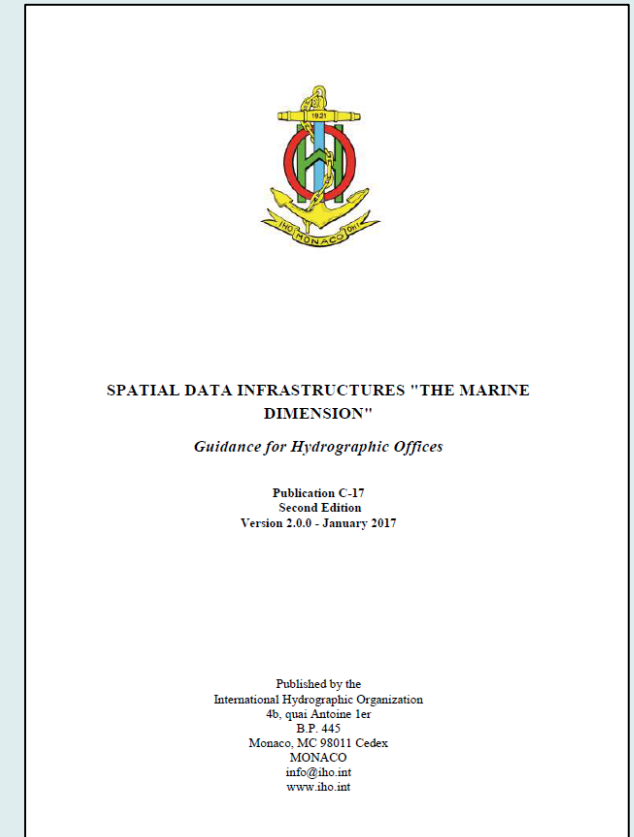 1921
IHO MONACO OHI
SPATIAL DATA INFRASTRUCTURES "THE MARINE
DIMENSION"
Guidance for Hydrographic Offices
Publication C-17
Second Edition
Version 2.0.0 - January 2017
Published by the
International Hydrographic Organization
4b, quai Antoine 1er
B.P. 445
Monaco, MC 98011 Cedex
MONACO
info@iho.int
www.iho.int